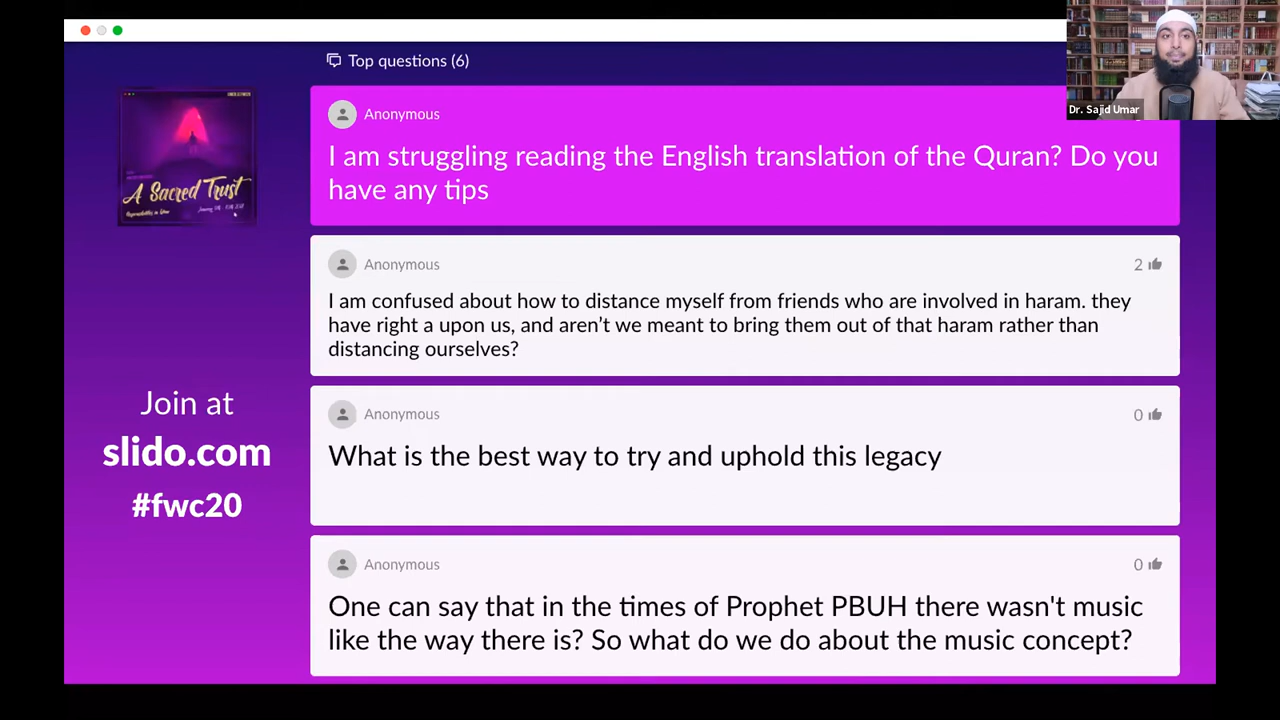 Top questions (6)
Dr. Sajid Umar
Anonymous
I am struggling reading the English translation of the Quran? Do you
have any tips
A Sacred Trust
Anonymous
2
I am confused about how to distance myself from friends who are involved in haram. they
have right a upon us, and aren't we meant to bring them out of that haram rather than
distancing ourselves?
Join at
slido.com
#fwc20
Anonymous
0
What is the best way to try and uphold this legacy
Anonymous
0
One can say that in the times of Prophet PBUH there wasn't music
like the way there is? So what do we do about the music concept?